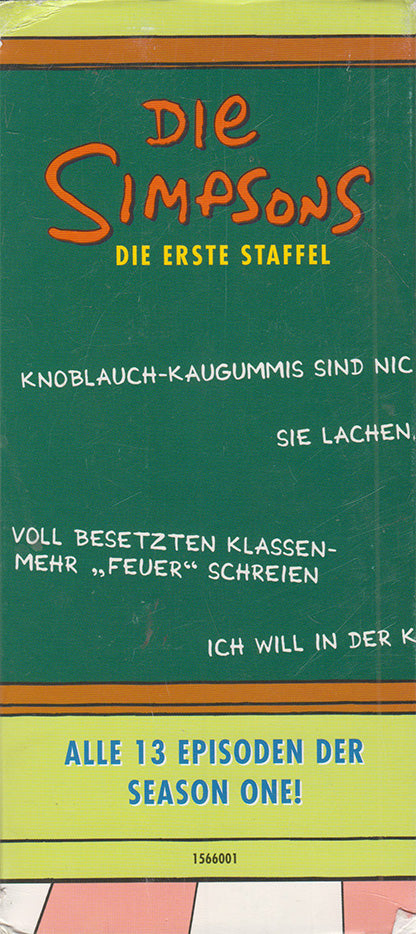 DIE
SIMPSONS
DIE ERSTE STAFFEL
KNOBLAUCH-KAUGUMMIS SIND NIC
SIE LACHEN.
VOLL BESETZTEN KLASSEN-
MEHR „FEUER“ SCHREIEN
ICH WILL IN DER K
ALLE 13 EPISODEN DER
SEASON ONE!
1566001